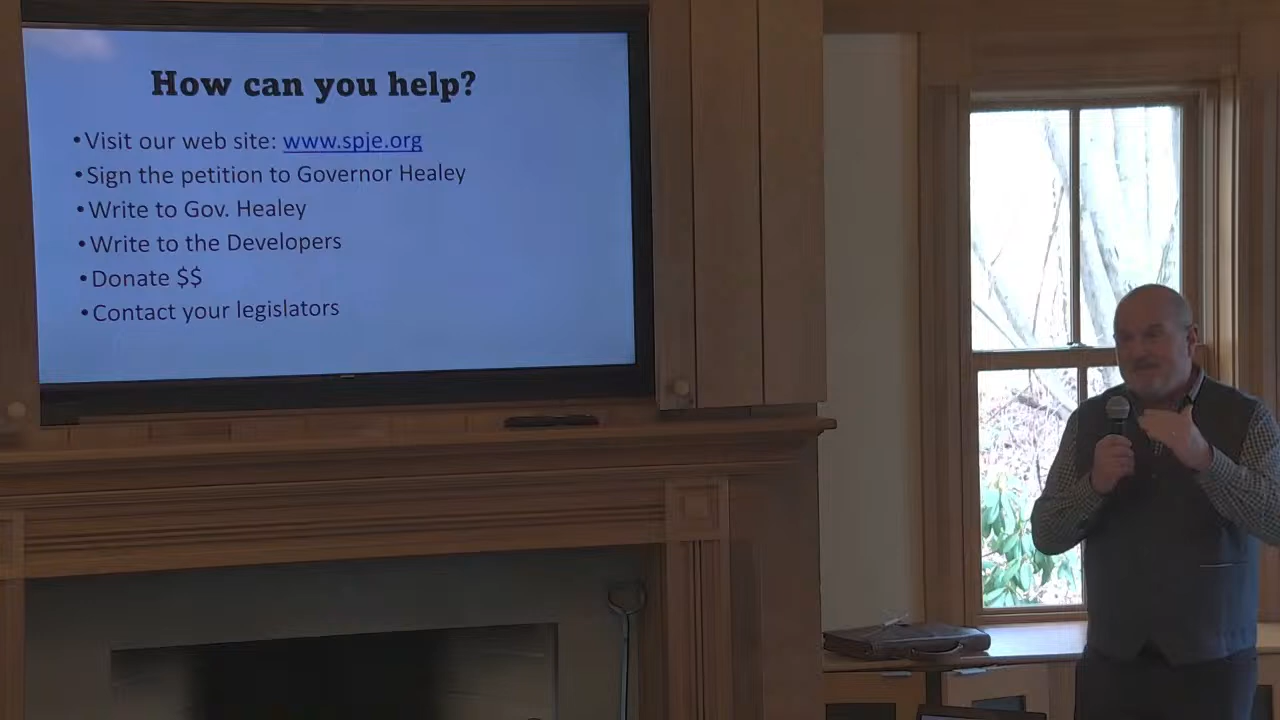 How can you help?
•Visit our web site: www.spje.org
•Sign the petition to Governor Healey
•Write to Gov. Healey
•Write to the Developers
•Donate $$
•Contact your legislators